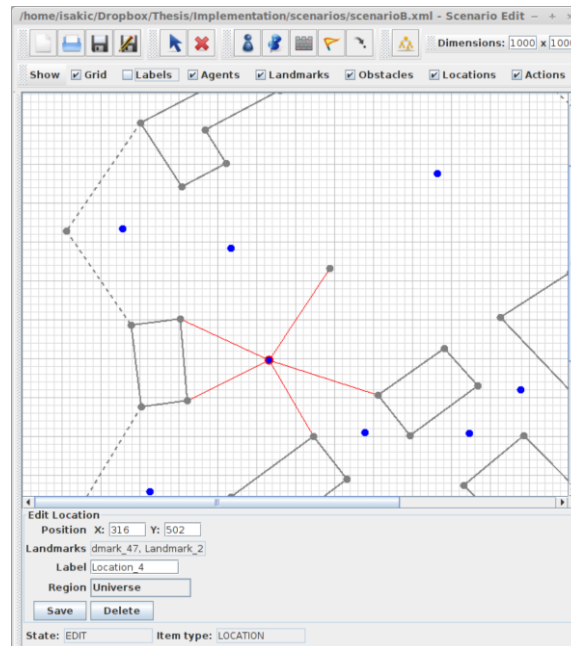 /home/isakic/Dropbox/Thesis/Implementation/scenarios/scenarioB.xml - Scenario Edit
Dimensions: 1000 x 1000
Show Grid Labels Agents Landmarks Obstacles Locations Actions
Edit Location
Position X: 316 Y: 502
Landmarks dmark_47, Landmark_2
Label Location_4
Region Universe
Save Delete
State: EDIT Item type: LOCATION